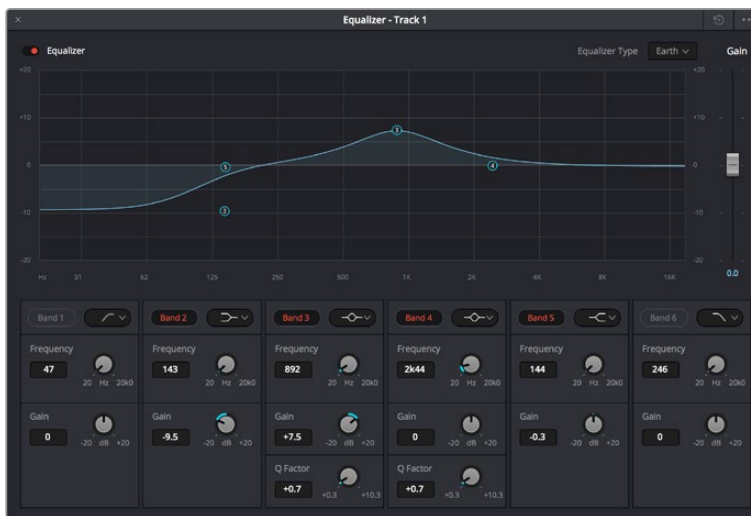 Equalizer - Track 1
Equalizer
Equalizer Type Earth
Gain
+20 +20
+10 +10
0 0
-10 -10
-20 -20
5 2 3 4
Hz 31 62 125 250 500 1K 2K 4K 8K 16K
0.0
Band 1 Band 2 Band 3 Band 4 Band 5 Band 6
Frequency Frequency Frequency Frequency Frequency Frequency
47 143 892 2k44 144 246
20 Hz 20k0 20 Hz 20k0 20 Hz 20k0 20 Hz 20k0 20 Hz 20k0 20 Hz 20k0
Gain Gain Gain Gain Gain Gain
0 -9.5 +7.5 0 -0.3 0
-20 dB +20 -20 dB +20 -20 dB +20 -20 dB +20 -20 dB +20 -20 dB +20
Q Factor Q Factor
+0.7 +0.7
+0.3 +10.3 +0.3 +10.3